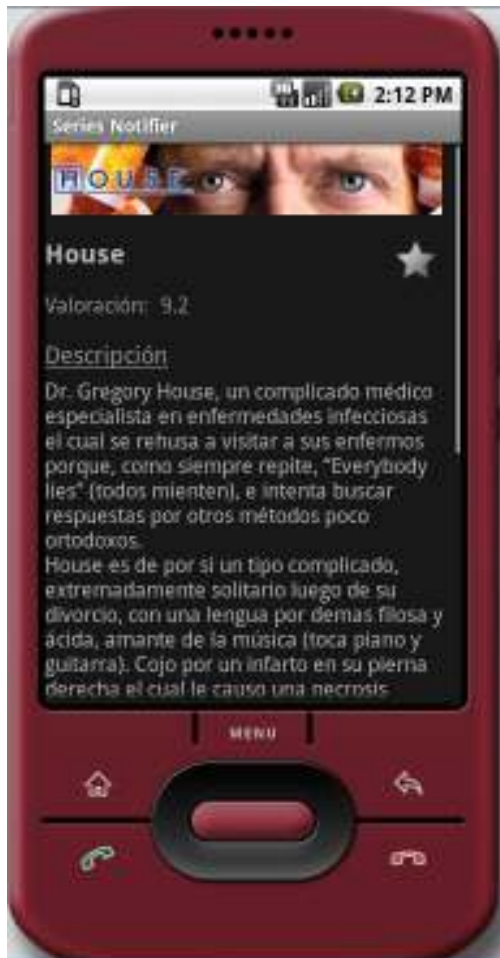 2:12 PM
Series Notifier
HOUSE
House
Valoración: 9.2
Descripción
Dr. Gregory House, un complicado médico
especialista en enfermedades infecciosas
el cual se rehusa a visitar a sus enfermos
porque, como siempre repite, “Everybody
lies” (todos mienten), e intenta buscar
respuestas por otros métodos poco
ortodoxos.
House es de por si un tipo complicado,
extremadamente solitario luego de su
divorcio, con una lengua por demas filosa y
ácida, amante de la música (toca piano y
guitarra). Cojo por un infarto en su pierna
derecha el cual le causo una necrosis
MENU